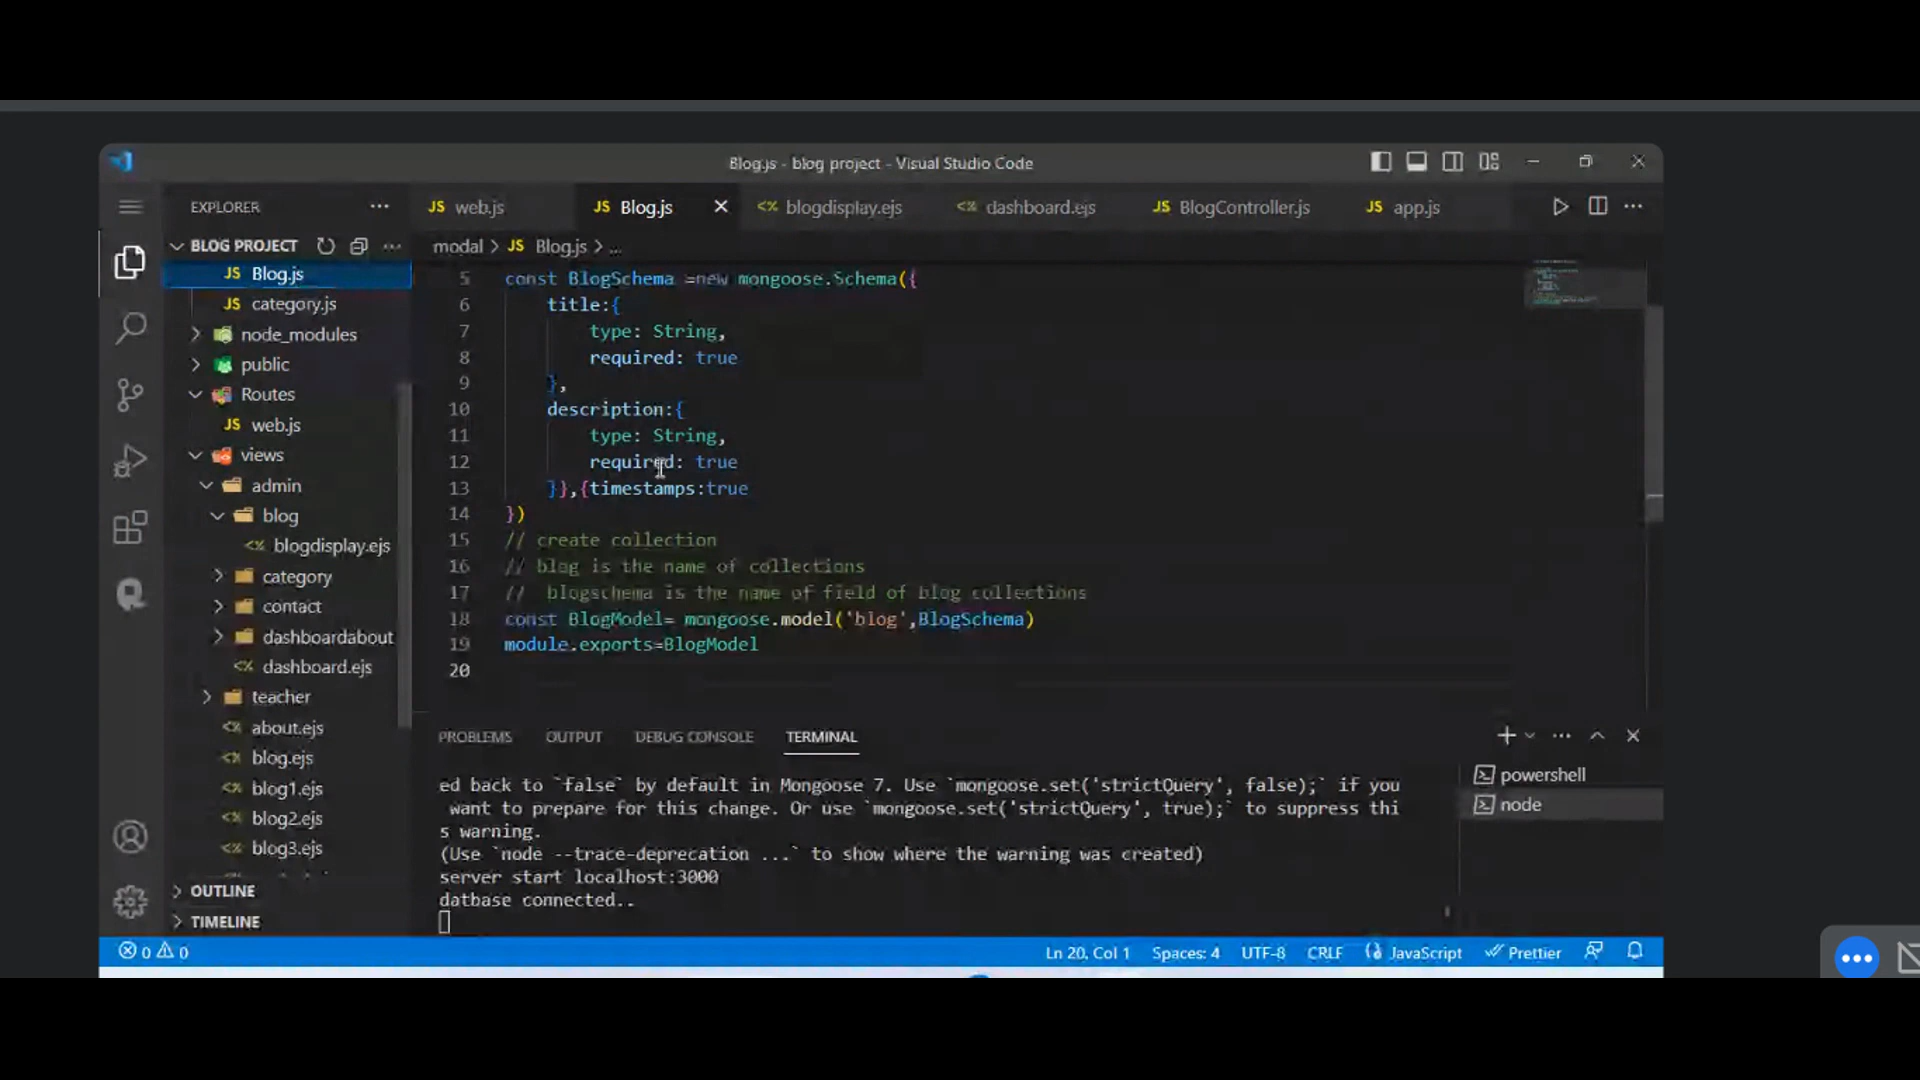 Blog.js - blog project - Visual Studio Code
EXPLORER
JS web.js
JS Blog.js
blogdisplay.ejs
dashboard.ejs
JS BlogController.js
JS app.js
BLOG PROJECT
modal > JS Blog.js > ...
JS Blog.js
JS category.js
node_modules
public
Routes
JS web.js
views
admin
blog
blogdisplay.ejs
category
contact
dashboardabout
dashboard.ejs
teacher
about.ejs
blog.ejs
blog1.ejs
blog2.ejs
blog3.ejs
OUTLINE
TIMELINE
5 const BlogSchema =new mongoose.Schema({
6 title:{
7 type: String,
8 required: true
9 },
10 description:{
11 type: String,
12 required: true
13 }},{timestamps:true
14 })
15 // create collection
16 // blog is the name of collections
17 // blogschema is the name of field of blog collections
18 const BlogModel= mongoose.model('blog',BlogSchema)
19 module.exports=BlogModel
20
PROBLEMS OUTPUT DEBUG CONSOLE TERMINAL
ed back to `false` by default in Mongoose 7. Use `mongoose.set('strictQuery', false);` if you
want to prepare for this change. Or use `mongoose.set('strictQuery', true);` to suppress thi
s warning.
(Use `node --trace-deprecation ...` to show where the warning was created)
server start localhost:3000
datbase connected..
powershell
node
0 0
Ln 20, Col 1 Spaces: 4 UTF-8 CRLF JavaScript Prettier